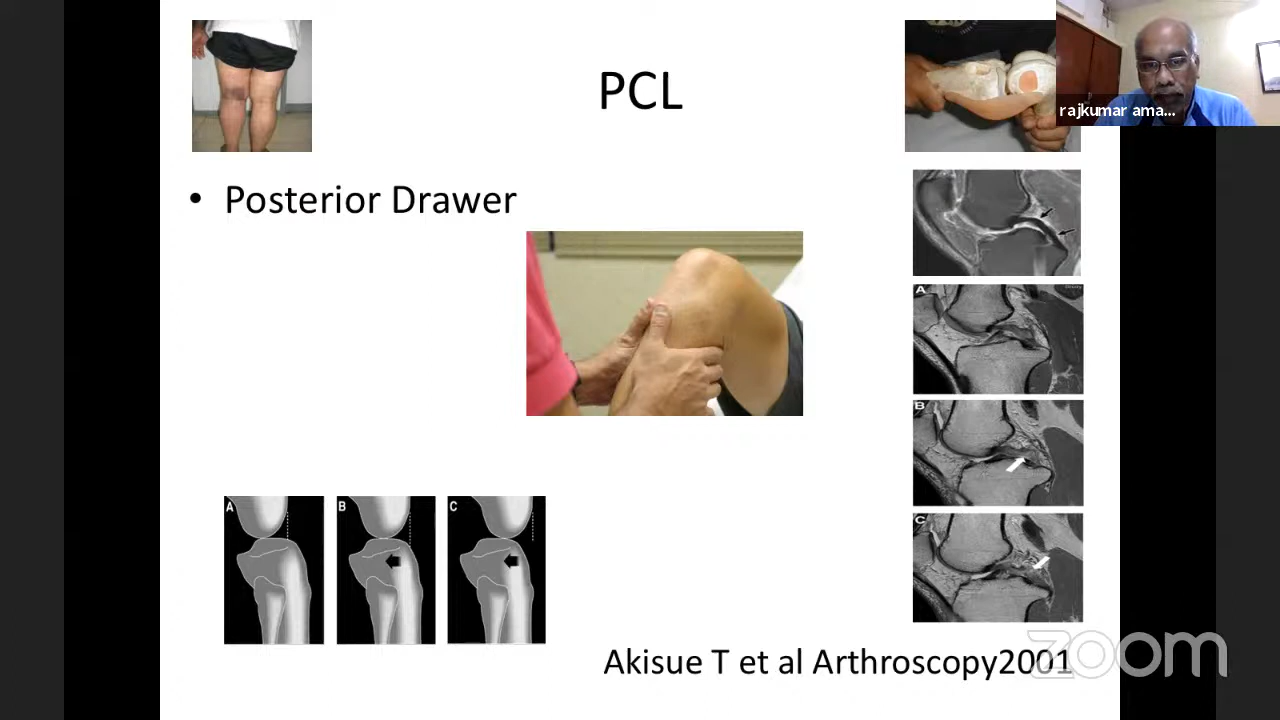 PCL
rajkumar ama...
• Posterior Drawer
A
B
C
A
B
C
Akisue T et al Arthroscopy2001
zoom